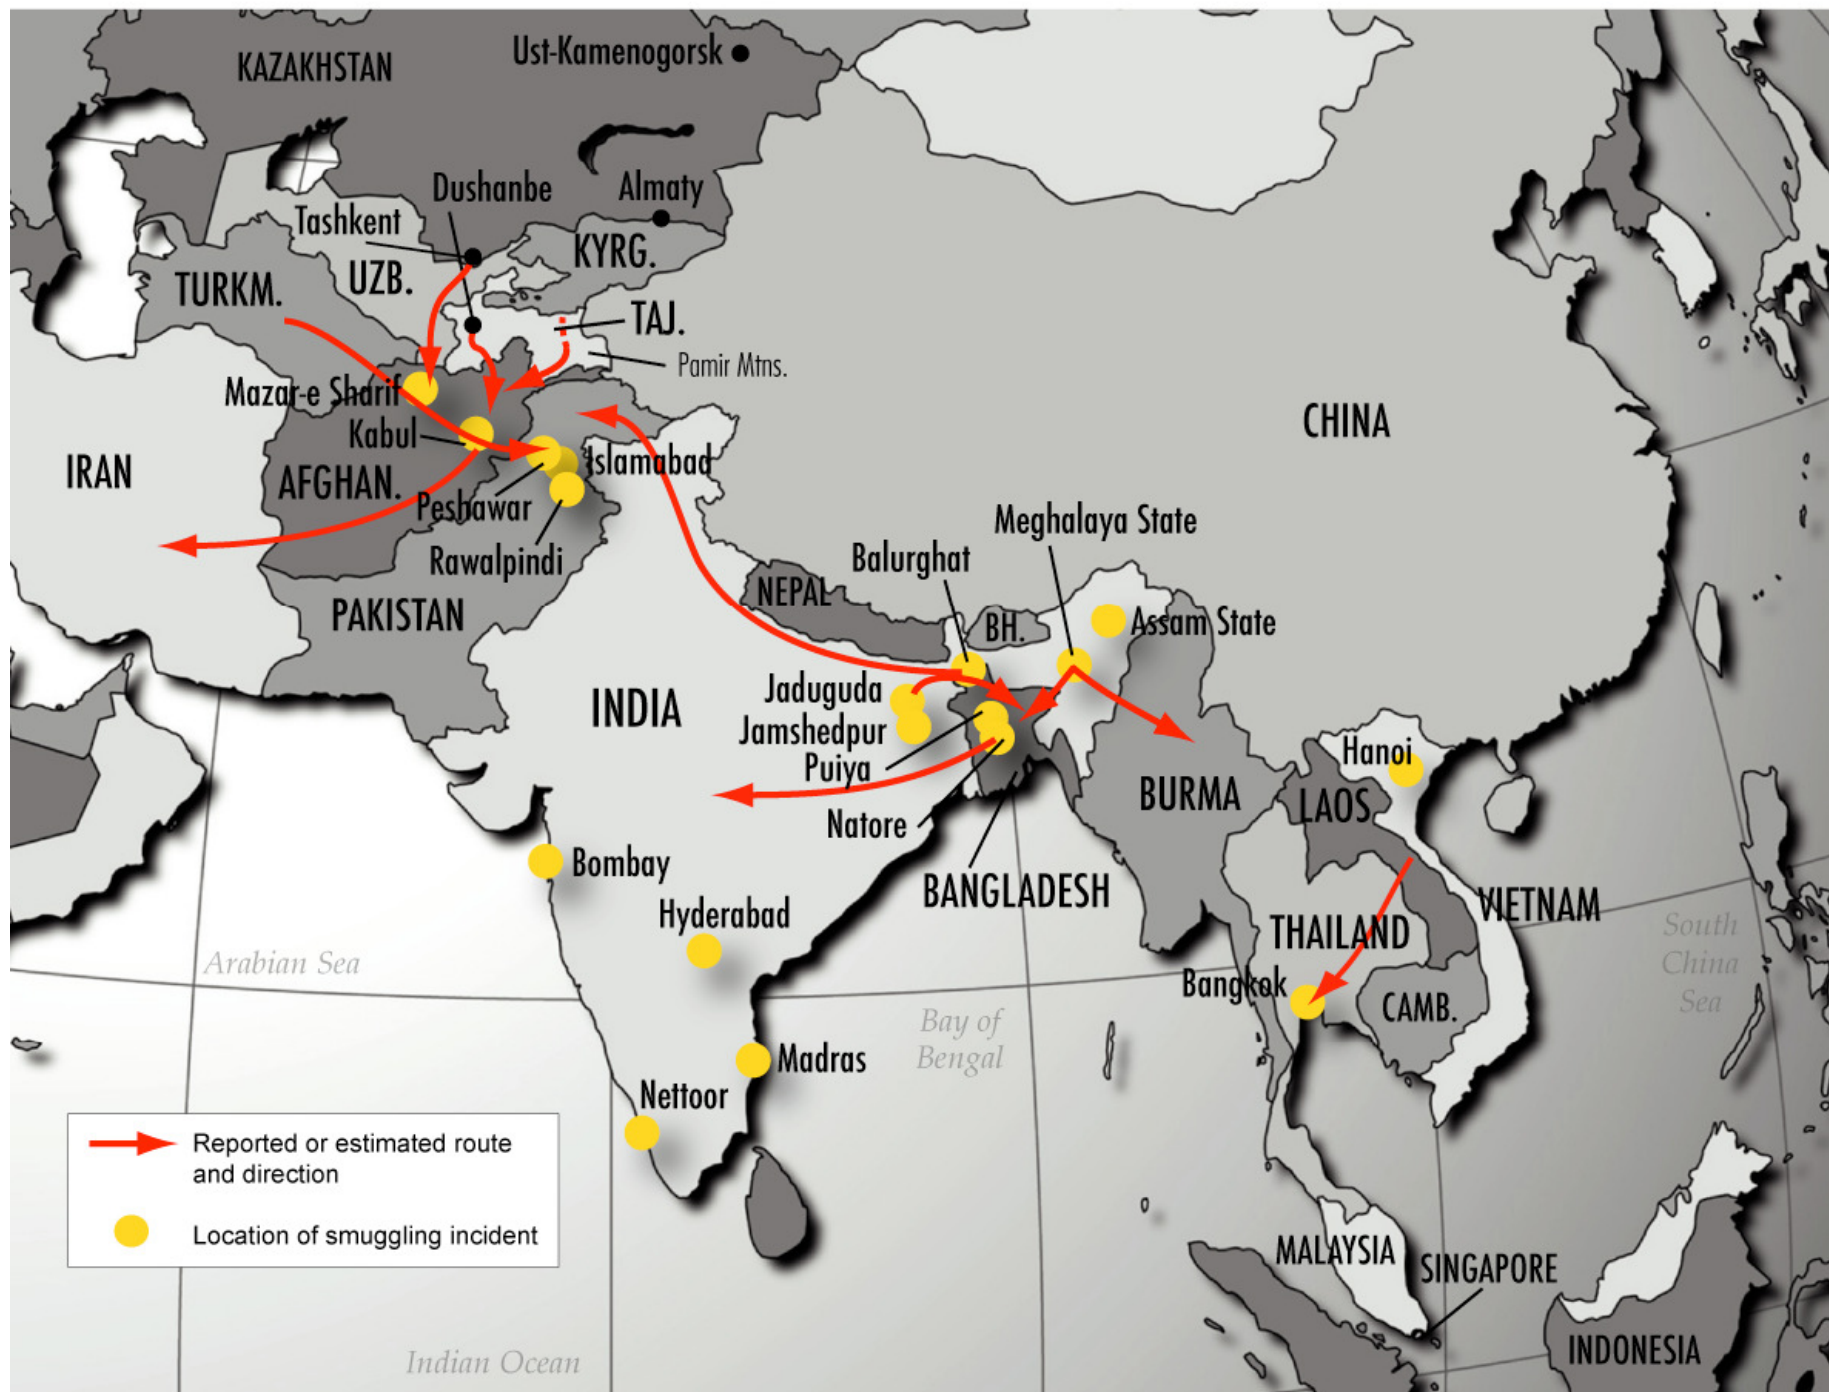 Ust-Kamenogorsk
KAZAKHSTAN
Dushanbe
Almaty
Tashkent
KYRG.
UZB.
TURKM.
TAJ.
Pamir Mtns.
Mazar-e Sharif
Kabul
CHINA
IRAN
AFGHAN.
Islamabad
Peshawar
Rawalpindi
Meghalaya State
Balurghat
NEPAL
PAKISTAN
BH.
Assam State
INDIA
Jaduguda
Jamshedpur
Puiya
Hanoi
BURMA
LAOS
Natore
Bombay
BANGLADESH
VIETNAM
Hyderabad
THAILAND
South
China
Sea
Arabian Sea
Bangkok
CAMB.
Bay of
Bengal
Madras
Nettoor
Reported or estimated route
and direction
Location of smuggling incident
MALAYSIA
SINGAPORE
INDONESIA
Indian Ocean